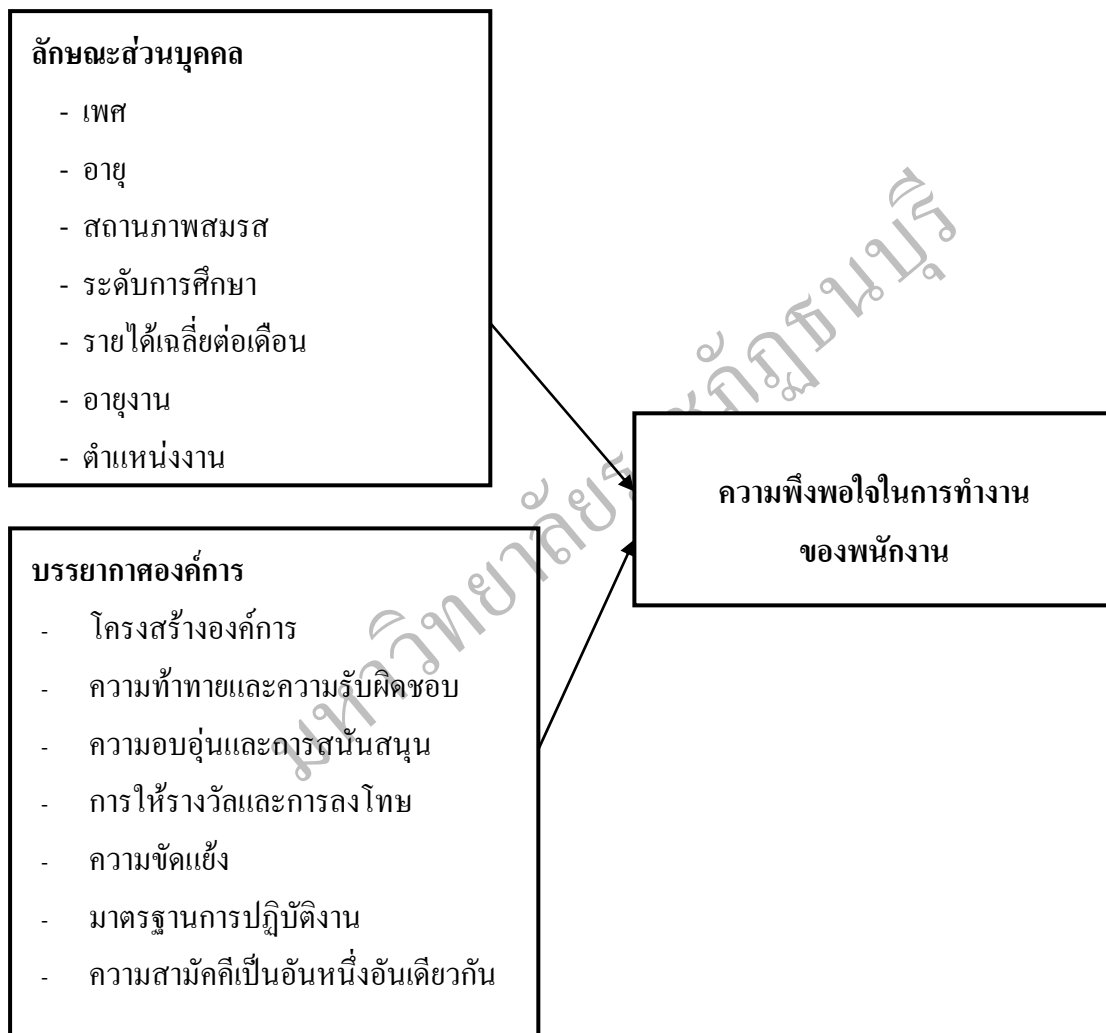 ลักษณะส่วนบุคคล
- เพศ
- อายุ
- สถานภาพสมรส
- ระดับการศึกษา
- รายได้เฉลี่ยต่อเดือน
- อายุงาน
- ตำแหน่งงาน
บรรยากาศองค์การ
- โครงสร้างองค์การ
- ความท้าทายและความรับผิดชอบ
- ความอบอุ่นและการสนันสนุน
- การให้รางวัลและการลงโทษ
- ความขัดแย้ง
- มาตรฐานการปฏิบัติงาน
- ความสามัคคีเป็นอันหนึ่งอันเดียวกัน
ความพึงพอใจในการทำงาน
ของพนักงาน